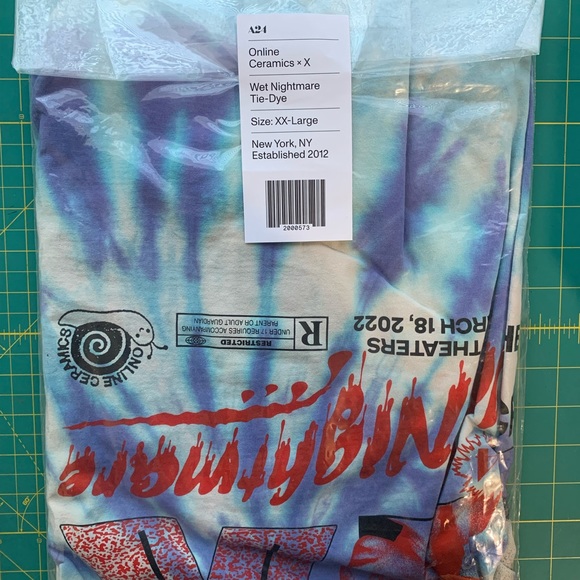 A24
Online
Ceramics × X
Wet Nightmare
Tie-Dye
Size: XX-Large
New York, NY
Established 2012
2000573
ONLINE CERAMICS
R
RESTRICTED
UNDER 17 REQUIRES ACCOMPANYING
PARENT OR ADULT GUARDIAN
THEATERS
RCH 18, 2022